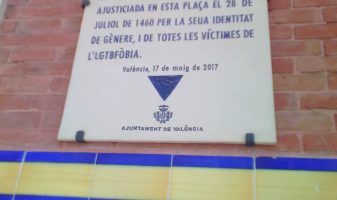 AJUSTICIADA EN ESTA PLAÇA EL 28 DE
JULIOL DE 1460 PER LA SEUA IDENTITAT
DE GÈNERE, I DE TOTES LES VÍCTIMES DE
L'LGTBFÒBIA.
València, 17 de maig de 2017
AJUNTAMENT DE VALÈNCIA